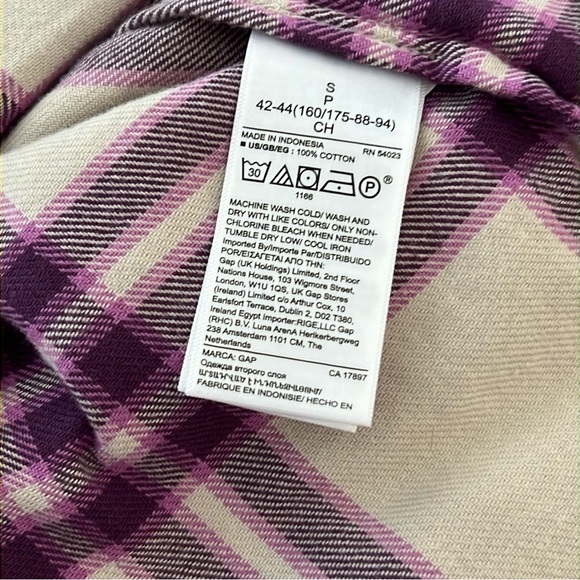 S
P
42-44(160/175-88-94)
CH
MADE IN INDONESIA RN 54023
■ US/GB/EG : 100% COTTON
30 P ®
1166
MACHINE WASH COLD/ WASH AND
DRY WITH LIKE COLORS/ ONLY NON-
CHLORINE BLEACH WHEN NEEDED/
TUMBLE DRY LOW/ COOL IRON
Imported By/Importe Par/DISTRIBUIDO
POR/ΕΙΣΑΓΕΤΑΙ ΑΠΟ ΤΗΝ:
Gap (UK Holdings) Limited, 2nd Floor
Nations House, 103 Wigmore Street,
London, W1U 1QS, UK Gap Stores
(Ireland) Limited c/o Arthur Cox, 10
Earlsfort Terrace, Dublin 2, D02 T380,
Ireland Egypt Importer:RIGE,LLC Gap
(RHC) B.V. Luna ArenA Herikerbergweg
238 Amsterdam 1101 CM, The
Netherlands
MARCA: GAP CA 17897
Одежда второго слоя
ԱՐՏԱԴՐՎԱԾ Է ԻՆԴՈՆԵԶԻԱՅՈՒՄ/
FABRIQUE EN INDONISIE/ HECHO EN